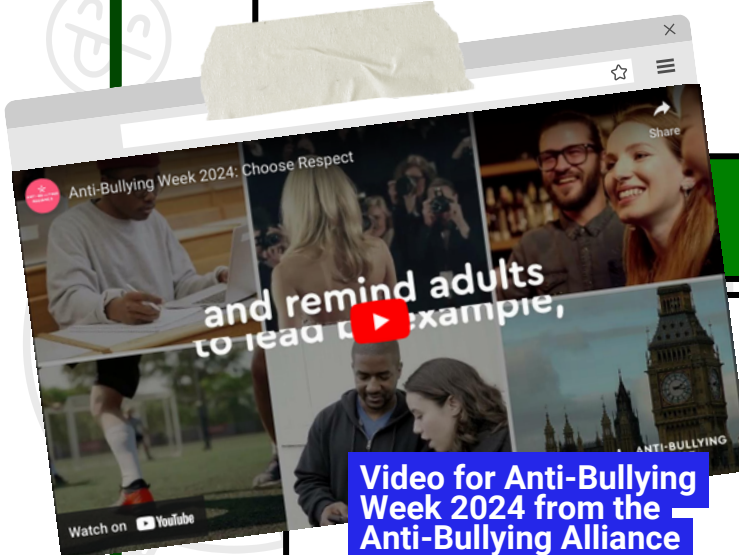 Share
Anti-Bullying Week 2024: Choose Respect
and remind adults
to lead by example,
ANTI-BULLYING
Watch on YouTube
Video for Anti-Bullying
Week 2024 from the
Anti-Bullying Alliance